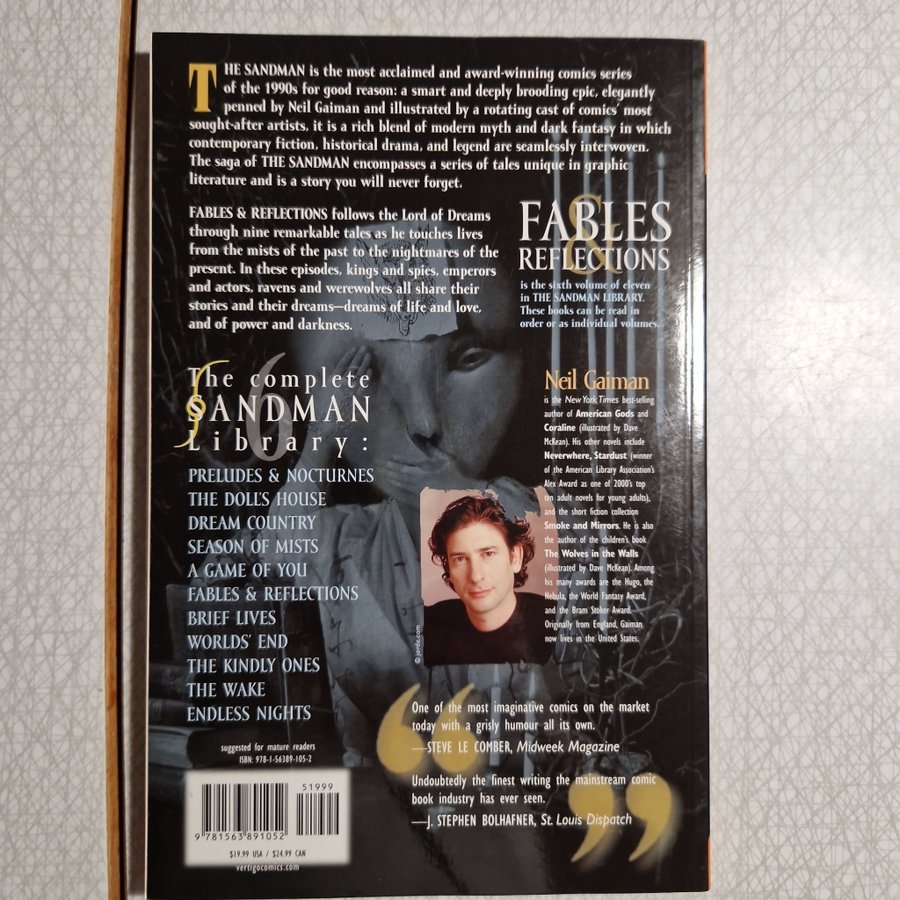 THE SANDMAN is the most acclaimed and award-winning comics series
of the 1990s for good reason: a smart and deeply brooding epic, elegantly
penned by Neil Gaiman and illustrated by a rotating cast of comics' most
sought-after artists, it is a rich blend of modern myth and dark fantasy in which
contemporary fiction, historical drama, and legend are seamlessly interwoven.
The saga of THE SANDMAN encompasses a series of tales unique in graphic
literature and is a story you will never forget.
FABLES & REFLECTIONS follows the Lord of Dreams
through nine remarkable tales as he touches lives
from the mists of the past to the nightmares of the
present. In these episodes, kings and spies, emperors
and actors, ravens and werewolves all share their
stories and their dreams—dreams of life and love,
and of power and darkness.
FABLES
&
REFLECTIONS
is the sixth volume of eleven
in THE SANDMAN LIBRARY.
These books can be read in
order or as individual volumes.
6
The complete
SANDMAN
Library:
PRELUDES & NOCTURNES
THE DOLL'S HOUSE
DREAM COUNTRY
SEASON OF MISTS
A GAME OF YOU
FABLES & REFLECTIONS
BRIEF LIVES
WORLDS' END
THE KINDLY ONES
THE WAKE
ENDLESS NIGHTS
Neil Gaiman
is the New York Times best-selling
author of American Gods and
Coraline (illustrated by Dave
McKean). His other novels include
Neverwhere, Stardust (winner
of the American Library Association's
Alex Award as one of 2000's top
ten adult novels for young adults),
and the short fiction collection
Smoke and Mirrors. He is also
the author of the children's book
The Wolves in the Walls
(illustrated by Dave McKean). Among
his many awards are the Hugo, the
Nebula, the World Fantasy Award,
and the Bram Stoker Award.
Originally from England, Gaiman
now lives in the United States.
One of the most imaginative comics on the market
today with a grisly humour all its own.
—STEVE LE COMBER, Midweek Magazine
Undoubtedly the finest writing the mainstream comic
book industry has ever seen.
—J. STEPHEN BOLHAFNER, St. Louis Dispatch
suggested for mature readers
ISBN: 978-1-56389-105-2
51999
9 781563 891052
$19.99 USA / $24.99 CAN
vertigocomics.com